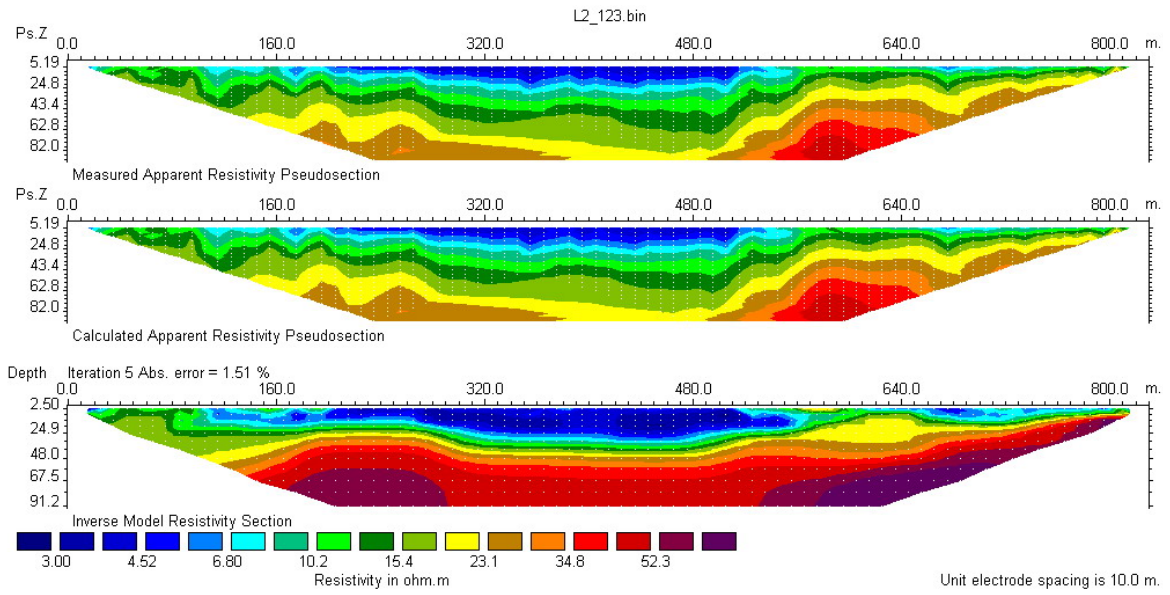 L2_123.bin
Ps.Z 0.0 160.0 320.0 480.0 640.0 800.0 m.
5.19
24.8
43.4
62.8
82.0
Measured Apparent Resistivity Pseudosection
Ps.Z 0.0 160.0 320.0 480.0 640.0 800.0 m.
5.19
24.8
43.4
62.8
82.0
Calculated Apparent Resistivity Pseudosection
Depth Iteration 5 Abs. error = 1.51 %
0.0 160.0 320.0 480.0 640.0 800.0 m.
2.50
24.9
48.0
67.5
91.2
Inverse Model Resistivity Section
3.00 4.52 6.80 10.2 15.4 23.1 34.8 52.3
Resistivity in ohm.m Unit electrode spacing is 10.0 m.